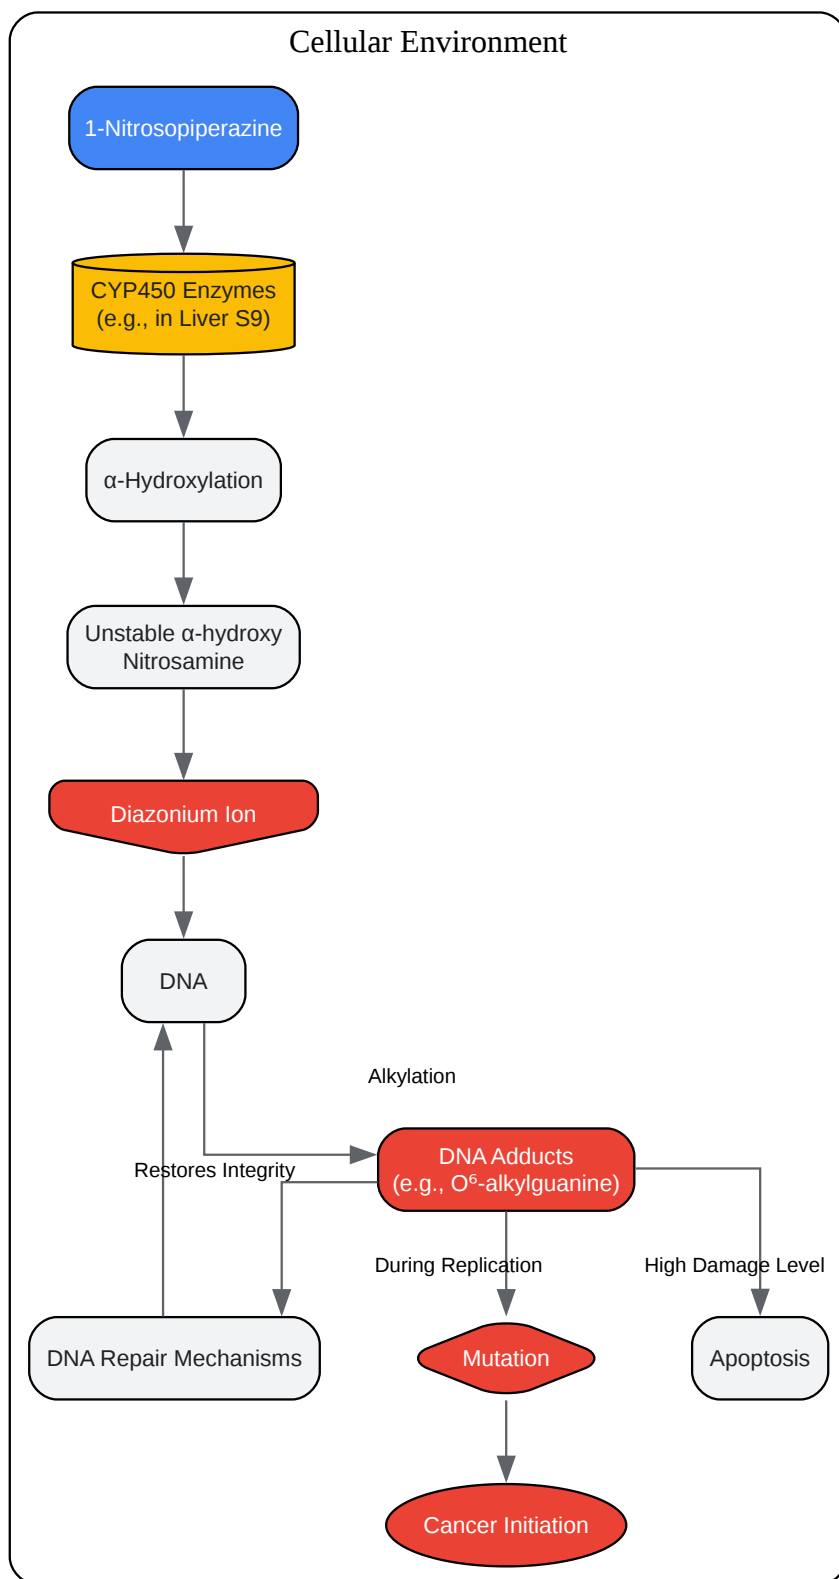 Cellular Environment
1-Nitrosopiperazine
CYP450 Enzymes
(e.g., in Liver S9)
α-Hydroxylation
Unstable α-hydroxy
Nitrosamine
Diazonium Ion
DNA
Alkylation
Restores Integrity
DNA Adducts
(e.g., O⁶-alkylguanine)
During Replication
High Damage Level
DNA Repair Mechanisms
Mutation
Apoptosis
Cancer Initiation